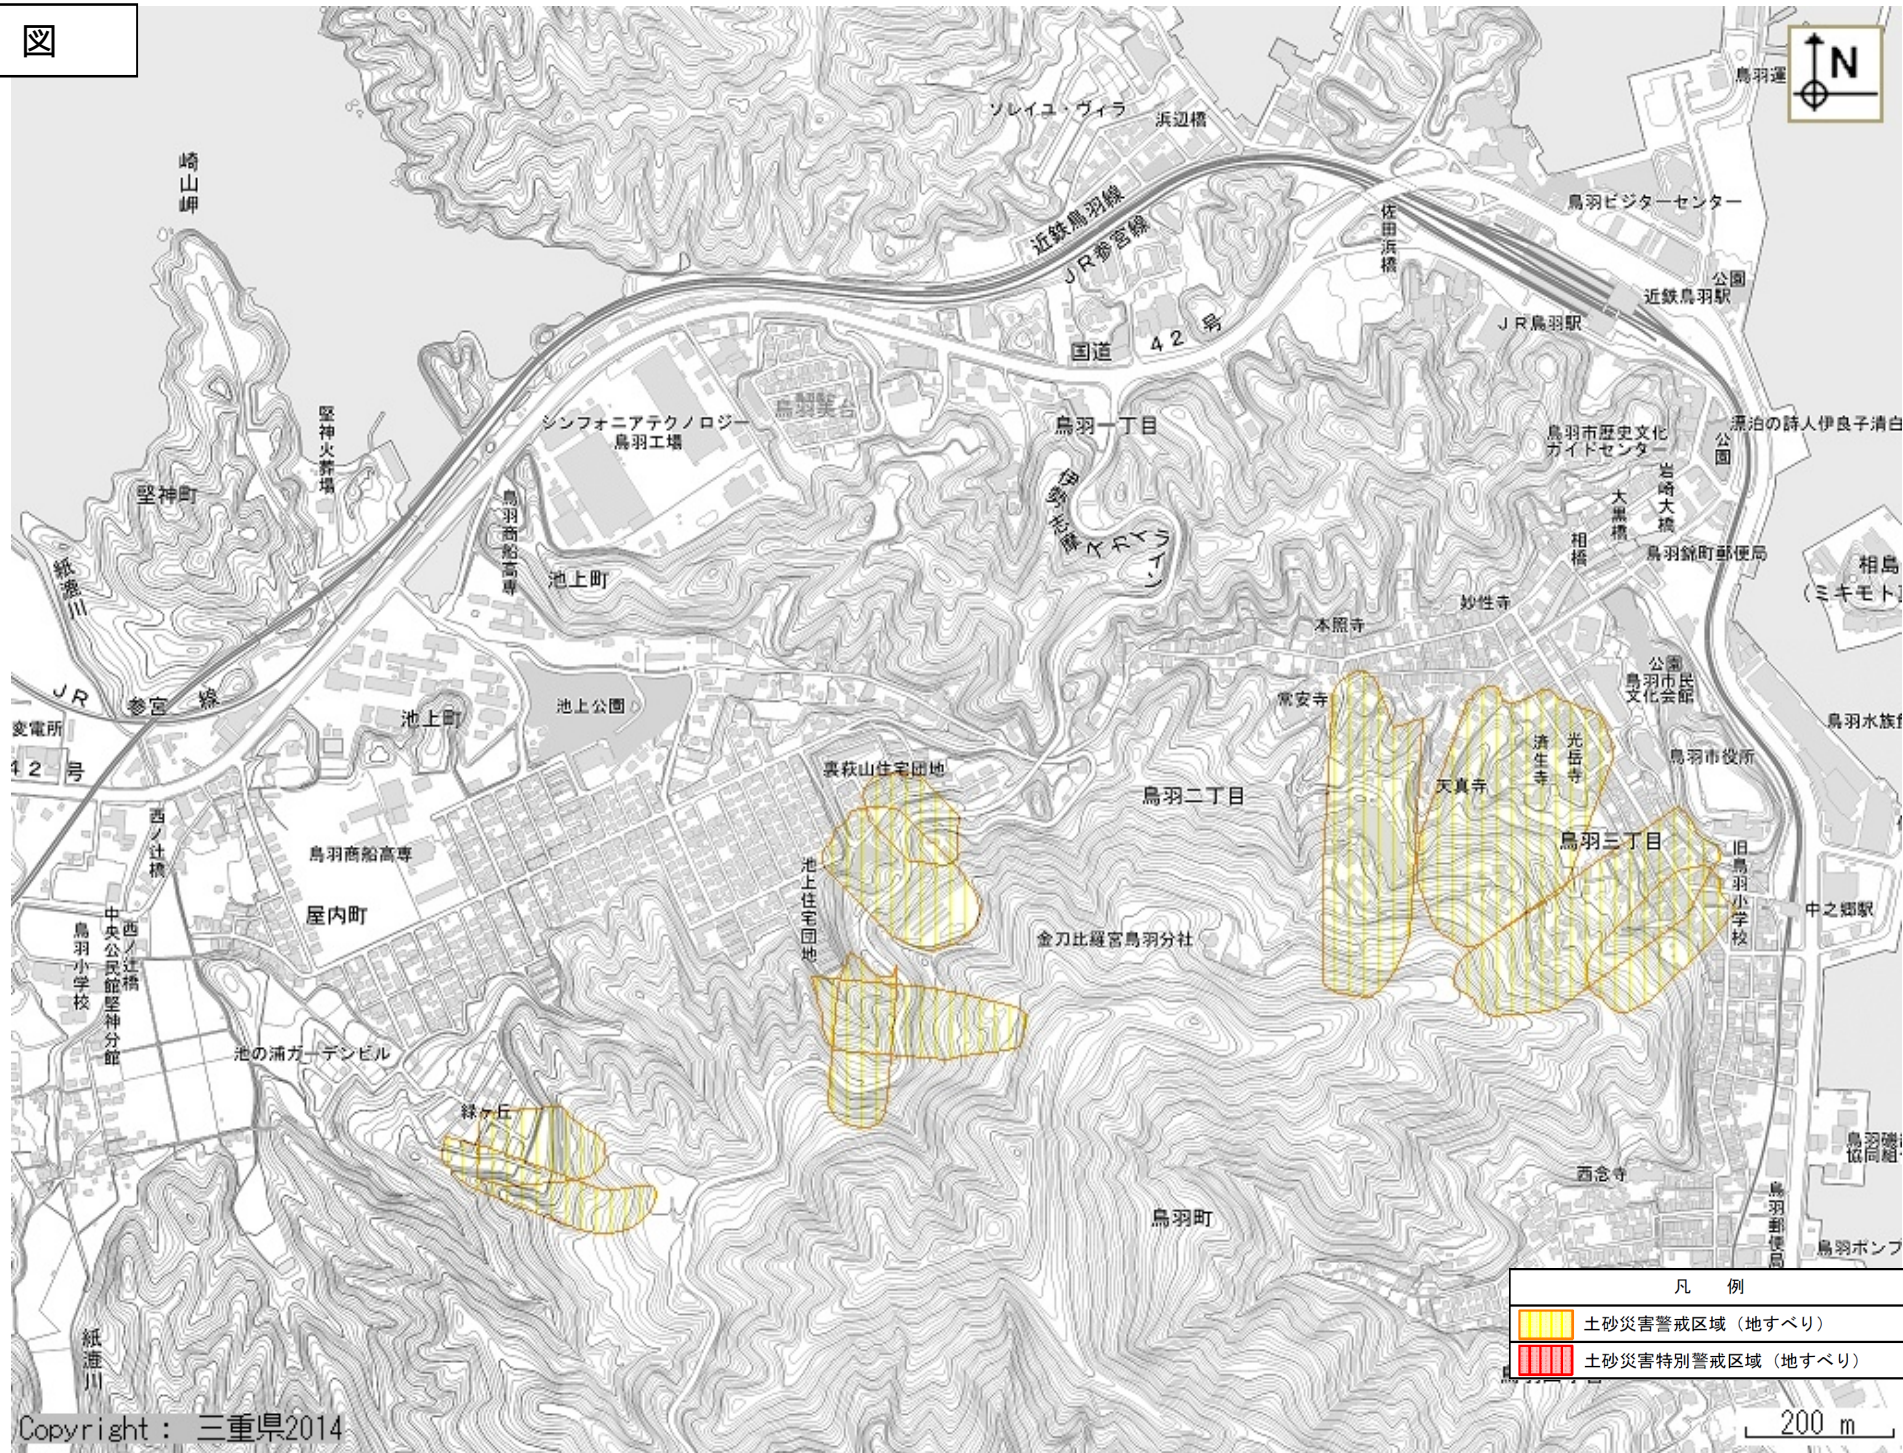 図
N
鳥羽運
ソレイユ・ヴィラ
浜辺橋
崎山岬
近鉄鳥羽線
JR参宮線
佐田浜橋
鳥羽ビジターセンター
公園
近鉄鳥羽駅
JR鳥羽駅
国道
42号
シンフォニアテクノロジー
鳥羽工場
鳥羽一丁目
鳥羽市歴史文化
ガイドセンター
公園
漂泊の詩人伊良子清白
堅神火葬場
堅神町
伊勢志摩スカイライン
岩崎大橋
大黒橋
相橋
鳥羽錦町郵便局
鳥羽商船高専
池上町
紙漉川
相島
(ミキモト
妙性寺
本照寺
公園
鳥羽市民
文化会館
JR
参宮
線
変電所
42号
池上町
池上公園
常安寺
鳥羽水族
済生寺
光岳寺
鳥羽市役所
裏萩山住宅団地
鳥羽二丁目
天真寺
鳥羽三丁目
西ノ辻橋
鳥羽商船高専
池上住宅団地
旧鳥羽小学校
屋内町
中之郷駅
金刀比羅宮鳥羽分社
西ノ辻橋
中央公民館堅神分館
鳥羽小学校
池の浦ガーデンビル
緑ヶ丘
鳥羽磯
協同組
西念寺
鳥羽町
鳥羽郵便局
鳥羽ポンプ
凡 例
土砂災害警戒区域(地すべり)
土砂災害特別警戒区域(地すべり)
紙漉川
Copyright: 三重県2014
200 m